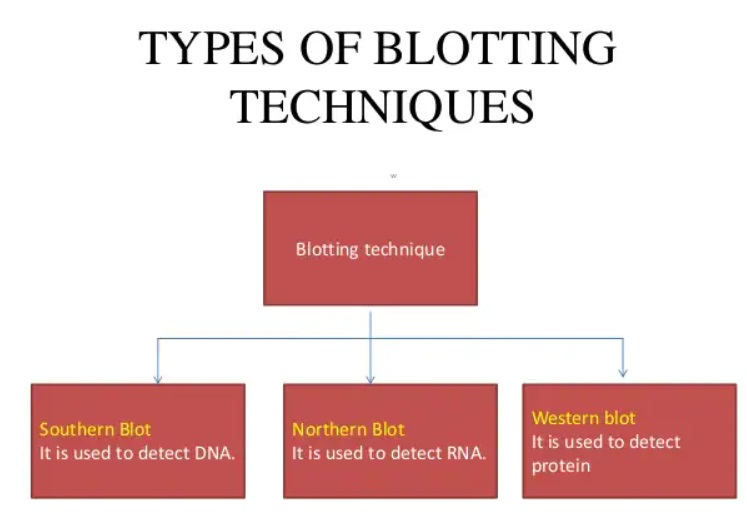 TYPES OF BLOTTING
TECHNIQUES
w
Blotting technique
Southern Blot
It is used to detect DNA.
Northern Blot
It is used to detect RNA.
Western blot
It is used to detect
protein